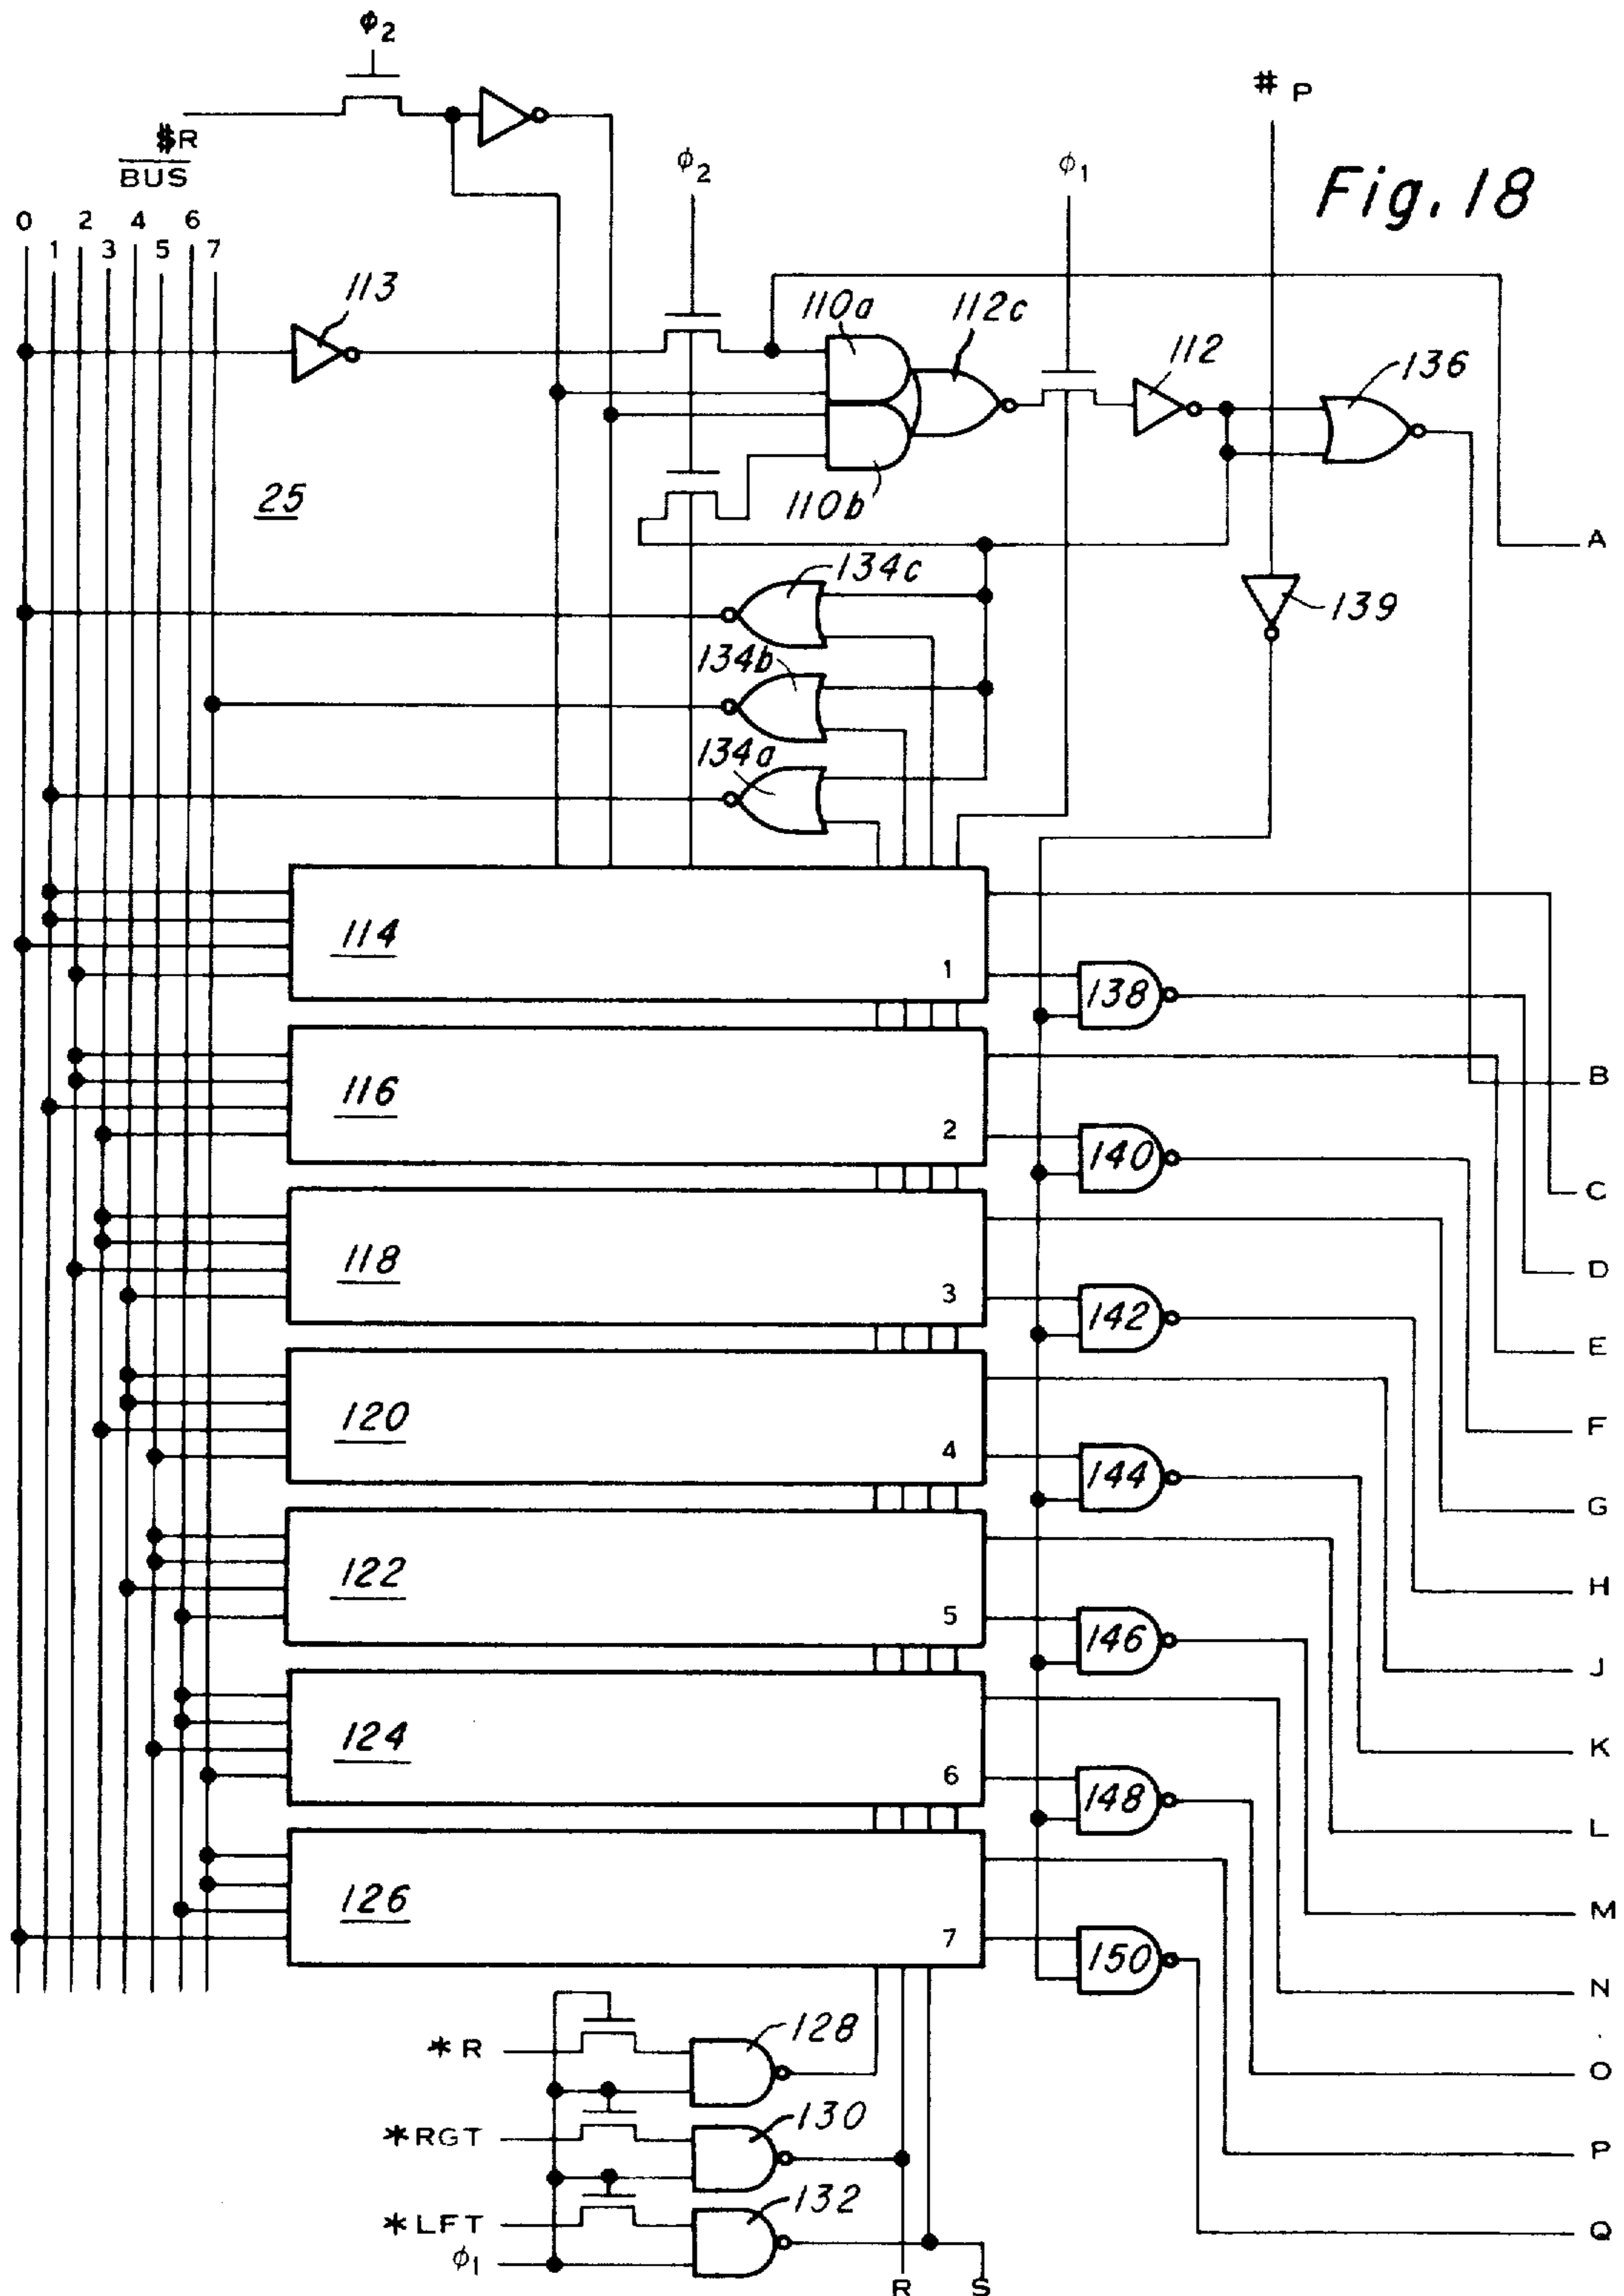 ϕ2
# P
$R
BUS
ϕ2
ϕ1
Fig. 18
0 2 4 6
1 3 5 7
113
110a
112c
112
136
25
110b
A
134c
139
134b
134a
114
1
138
116
2
140
B
C
118
3
142
D
E
120
4
144
F
G
122
5
146
H
J
124
6
148
K
L
126
7
150
M
N
*R
128
O
*RGT
130
P
*LFT
132
Q
ϕ1
R S